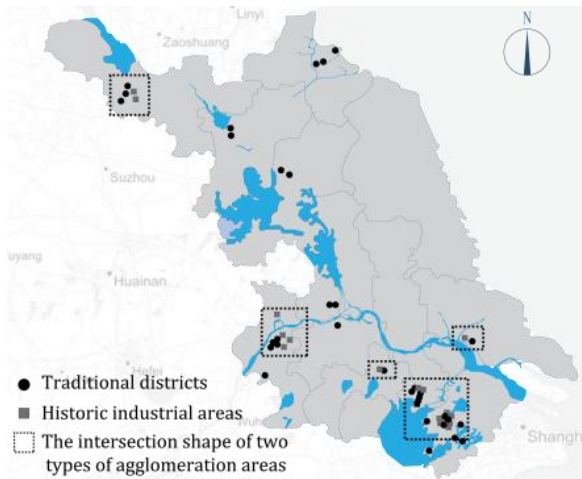 Linyi
N
Zaoshuang
Suzhou
uyang
Huainan
Hefei
Wuhu
Shangh
Traditional districts
Historic industrial areas
The intersection shape of two
types of agglomeration areas